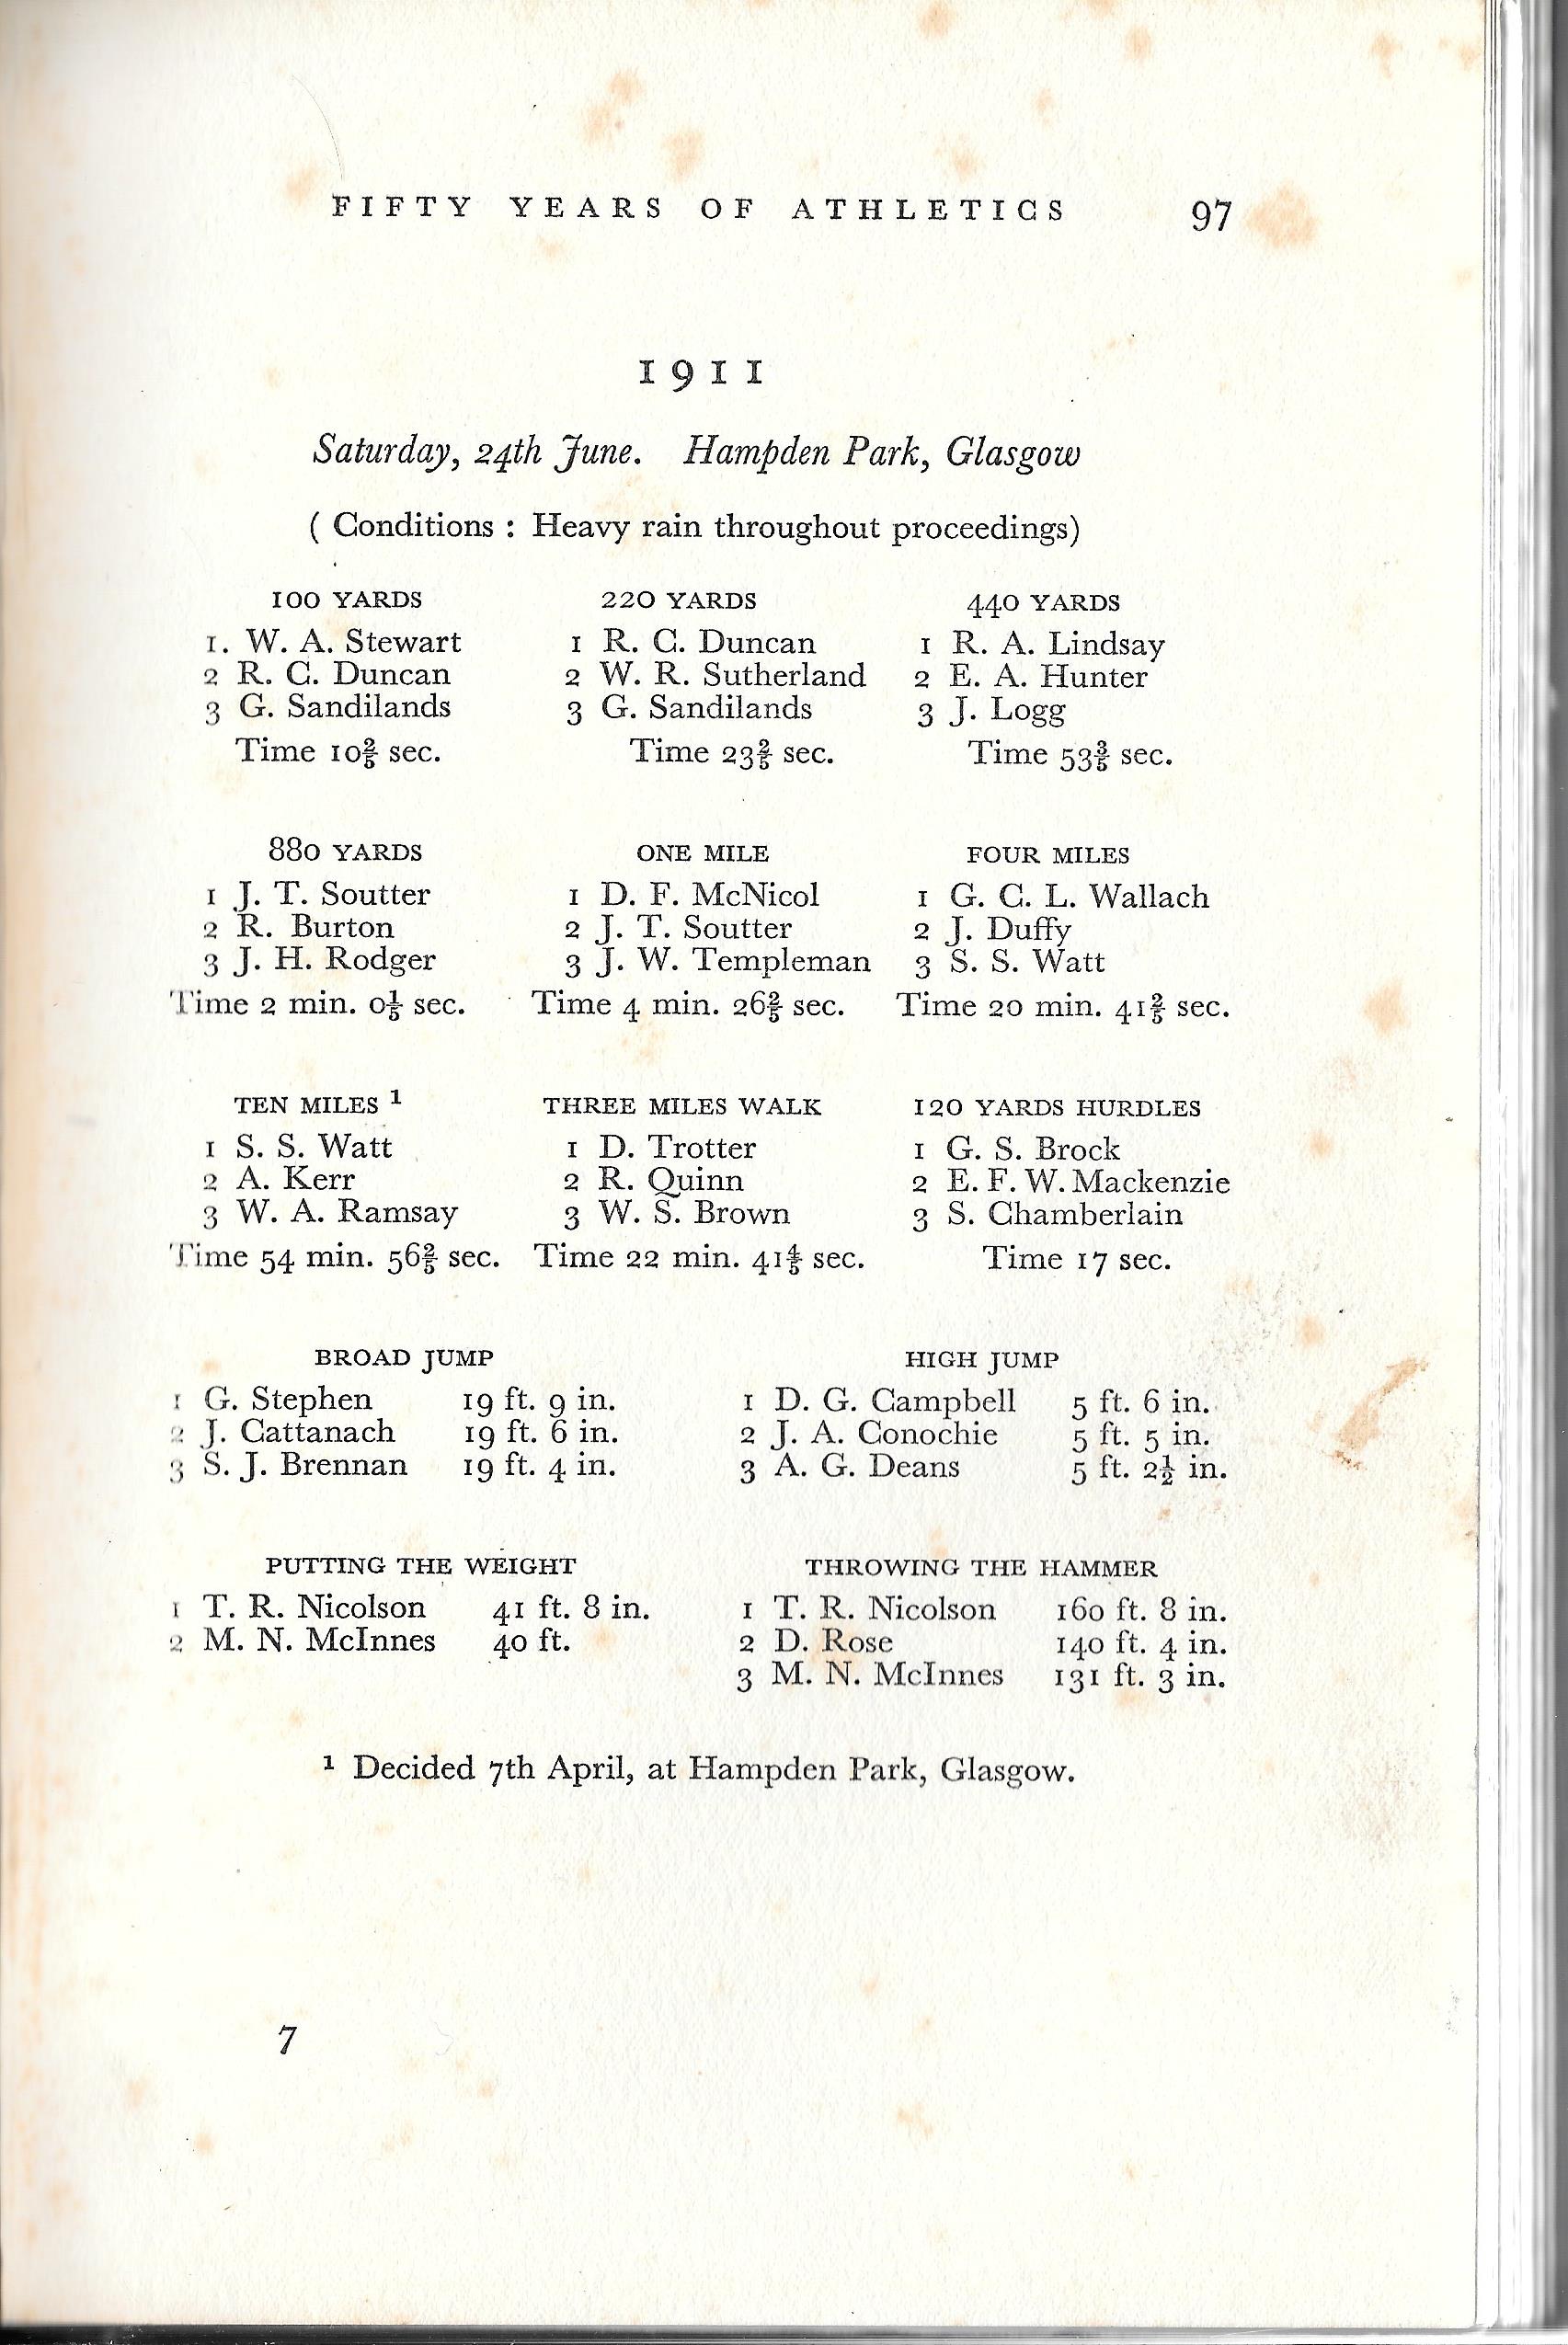 FIFTY YEARS OF ATHLETICS 97
1911
Saturday, 24th June. Hampden Park, Glasgow
( Conditions : Heavy rain throughout proceedings)
100 YARDS
1. W. A. Stewart
2 R. C. Duncan
3 G. Sandilands
Time 10⅖ sec.
220 YARDS
1 R. C. Duncan
2 W. R. Sutherland
3 G. Sandilands
Time 23⅖ sec.
440 YARDS
1 R. A. Lindsay
2 E. A. Hunter
3 J. Logg
Time 53⅗ sec.
880 YARDS
1 J. T. Soutter
2 R. Burton
3 J. H. Rodger
Time 2 min. 0⅕ sec.
ONE MILE
1 D. F. McNicol
2 J. T. Soutter
3 J. W. Templeman
Time 4 min. 26⅖ sec.
FOUR MILES
1 G. C. L. Wallach
2 J. Duffy
3 S. S. Watt
Time 20 min. 41⅖ sec.
TEN MILES ¹
1 S. S. Watt
2 A. Kerr
3 W. A. Ramsay
Time 54 min. 56⅖ sec.
THREE MILES WALK
1 D. Trotter
2 R. Quinn
3 W. S. Brown
Time 22 min. 41⅘ sec.
120 YARDS HURDLES
1 G. S. Brock
2 E. F. W. Mackenzie
3 S. Chamberlain
Time 17 sec.
BROAD JUMP
1 G. Stephen 19 ft. 9 in.
2 J. Cattanach 19 ft. 6 in.
3 S. J. Brennan 19 ft. 4 in.
HIGH JUMP
1 D. G. Campbell 5 ft. 6 in.
2 J. A. Conochie 5 ft. 5 in.
3 A. G. Deans 5 ft. 2½ in.
PUTTING THE WEIGHT
1 T. R. Nicolson 41 ft. 8 in.
2 M. N. McInnes 40 ft.
THROWING THE HAMMER
1 T. R. Nicolson 160 ft. 8 in.
2 D. Rose 140 ft. 4 in.
3 M. N. McInnes 131 ft. 3 in.
¹ Decided 7th April, at Hampden Park, Glasgow.
7